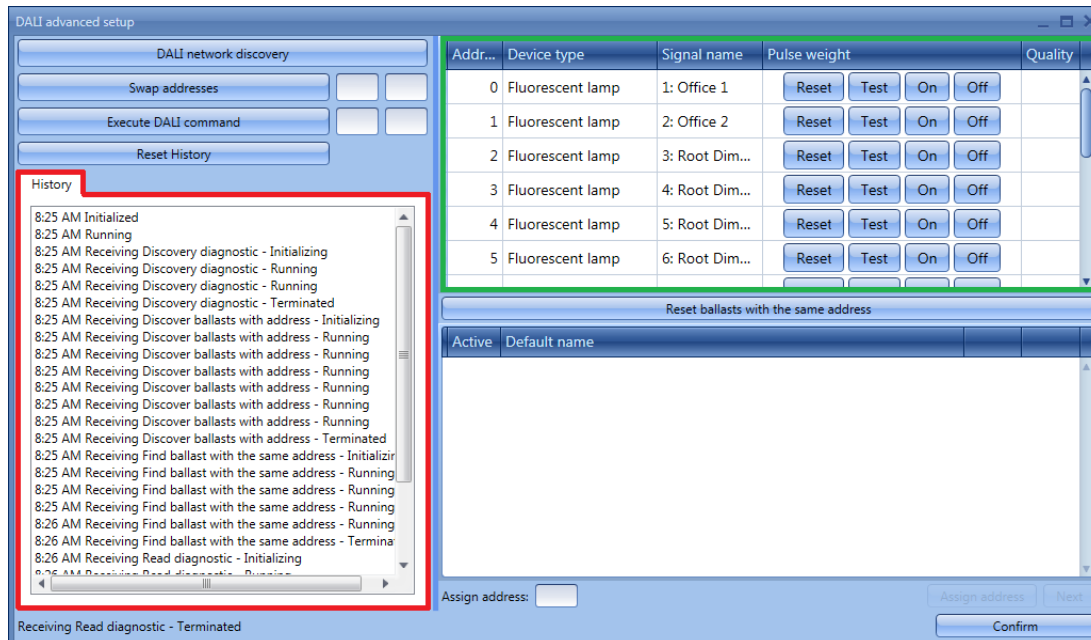 DALI advanced setup
DALI network discovery
Swap addresses
Execute DALI command
Reset History
History
8:25 AM Initialized
8:25 AM Running
8:25 AM Receiving Discovery diagnostic - Initializing
8:25 AM Receiving Discovery diagnostic - Running
8:25 AM Receiving Discovery diagnostic - Running
8:25 AM Receiving Discovery diagnostic - Terminated
8:25 AM Receiving Discover ballasts with address - Initializing
8:25 AM Receiving Discover ballasts with address - Running
8:25 AM Receiving Discover ballasts with address - Running
8:25 AM Receiving Discover ballasts with address - Running
8:25 AM Receiving Discover ballasts with address - Running
8:25 AM Receiving Discover ballasts with address - Running
8:25 AM Receiving Discover ballasts with address - Running
8:25 AM Receiving Discover ballasts with address - Terminated
8:25 AM Receiving Find ballast with the same address - Initializin
8:25 AM Receiving Find ballast with the same address - Running
8:25 AM Receiving Find ballast with the same address - Running
8:25 AM Receiving Find ballast with the same address - Running
8:26 AM Receiving Find ballast with the same address - Running
8:26 AM Receiving Find ballast with the same address - Termina
8:26 AM Receiving Read diagnostic - Initializing
8:26 AM Receiving Read diagnostic - Running
Receiving Read diagnostic - Terminated
Addr... Device type Signal name Pulse weight Quality
0 Fluorescent lamp 1: Office 1 Reset Test On Off
1 Fluorescent lamp 2: Office 2 Reset Test On Off
2 Fluorescent lamp 3: Root Dim... Reset Test On Off
3 Fluorescent lamp 4: Root Dim... Reset Test On Off
4 Fluorescent lamp 5: Root Dim... Reset Test On Off
5 Fluorescent lamp 6: Root Dim... Reset Test On Off
Reset ballasts with the same address
Active Default name
Assign address:
Assign address Next
Confirm